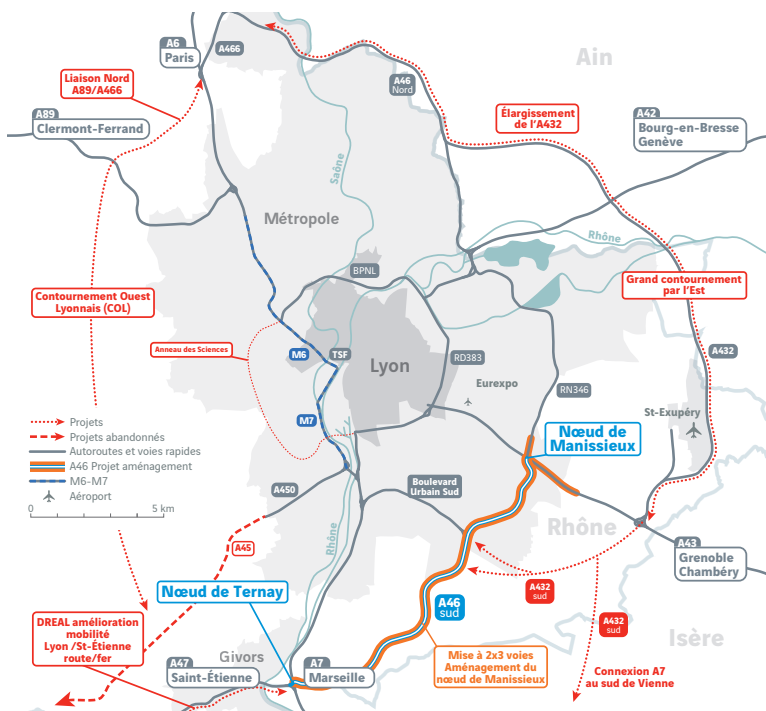 A6
Paris
A466
Ain
Liaison Nord
A89/A466
A46
Nord
Élargissement
de l'A432
A42
Bourg-en-Bresse
Genève
A89
Clermont-Ferrand
Saône
Métropole
Rhône
BPNL
Grand contournement
par l'Est
Contournement Ouest
Lyonnais (COL)
Anneau des Sciences
M6
TSF
Lyon
RD383
A432
Eurexpo
RN346
M7
St-Exupéry
Projets
Projets abandonnés
Autoroutes et voies rapides
A46 Projet aménagement
M6-M7
Aéroport
0
5 km
Nœud de
Manissieux
A450
Boulevard
Urbain Sud
Rhône
Rhône
A43
Grenoble
Chambéry
A45
Nœud de Ternay
A432
sud
A46
sud
A432
sud
Isère
DREAL amélioration
mobilité
Lyon /St-Étienne
route/fer
Givors
A47
Saint-Étienne
A7
Marseille
Mise à 2x3 voies
Aménagement du
nœud de Manissieux
Connexion A7
au sud de Vienne